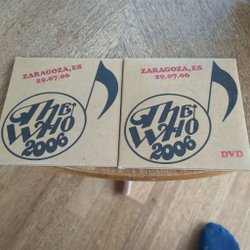 ZARAGOZA, ES
29.07.06
THE
WHO
2006
ZARAGOZA, ES
29.07.06
THE
WHO
2006
DVD